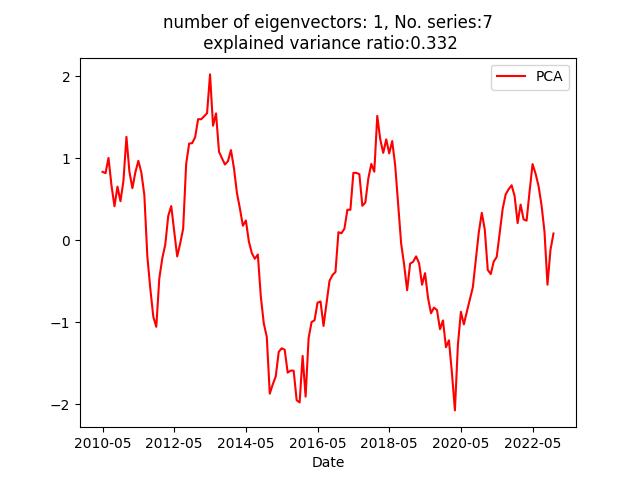 number of eigenvectors: 1, No. series:7
explained variance ratio:0.332
PCA
2
1
0
−1
−2
2010-05 2012-05 2014-05 2016-05 2018-05 2020-05 2022-05
Date